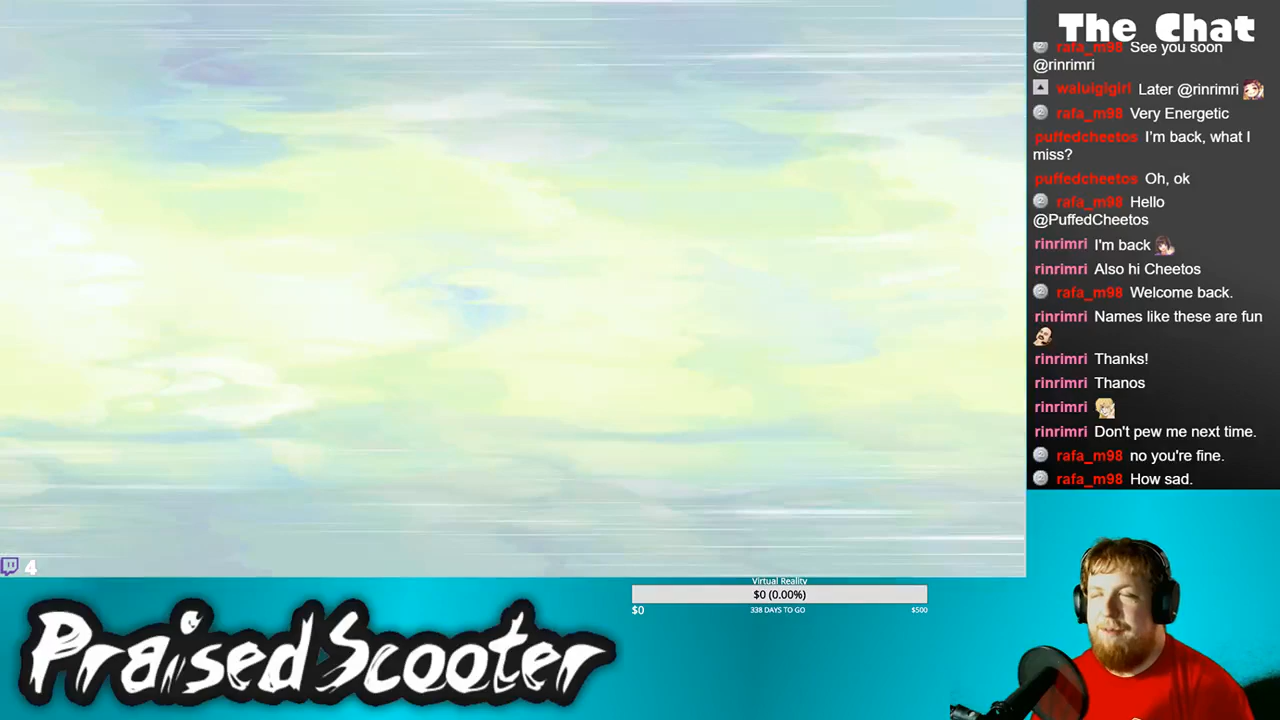 The Chat
rafa_m98 See you soon
@rinrimri
waluigigirl Later @rinrimri
rafa_m98 Very Energetic
puffedcheetos I'm back, what I
miss?
puffedcheetos Oh, ok
rafa_m98 Hello
@PuffedCheetos
rinrimri I'm back
rinrimri Also hi Cheetos
rafa_m98 Welcome back.
rinrimri Names like these are fun
rinrimri Thanks!
rinrimri Thanos
rinrimri
rinrimri Don't pew me next time.
rafa_m98 no you're fine.
rafa_m98 How sad.
4
Virtual Reality
$0 (0.00%)
$0 338 DAYS TO GO $500
PraisedScooter